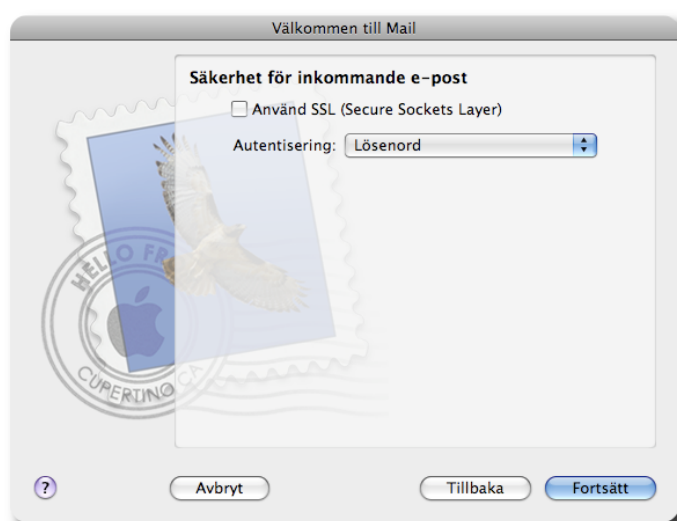 Välkommen till Mail
Säkerhet för inkommande e-post
Använd SSL (Secure Sockets Layer)
Autentisering: Lösenord
HELLO FR
CUPERTINO CA
? Avbryt Tillbaka Fortsätt